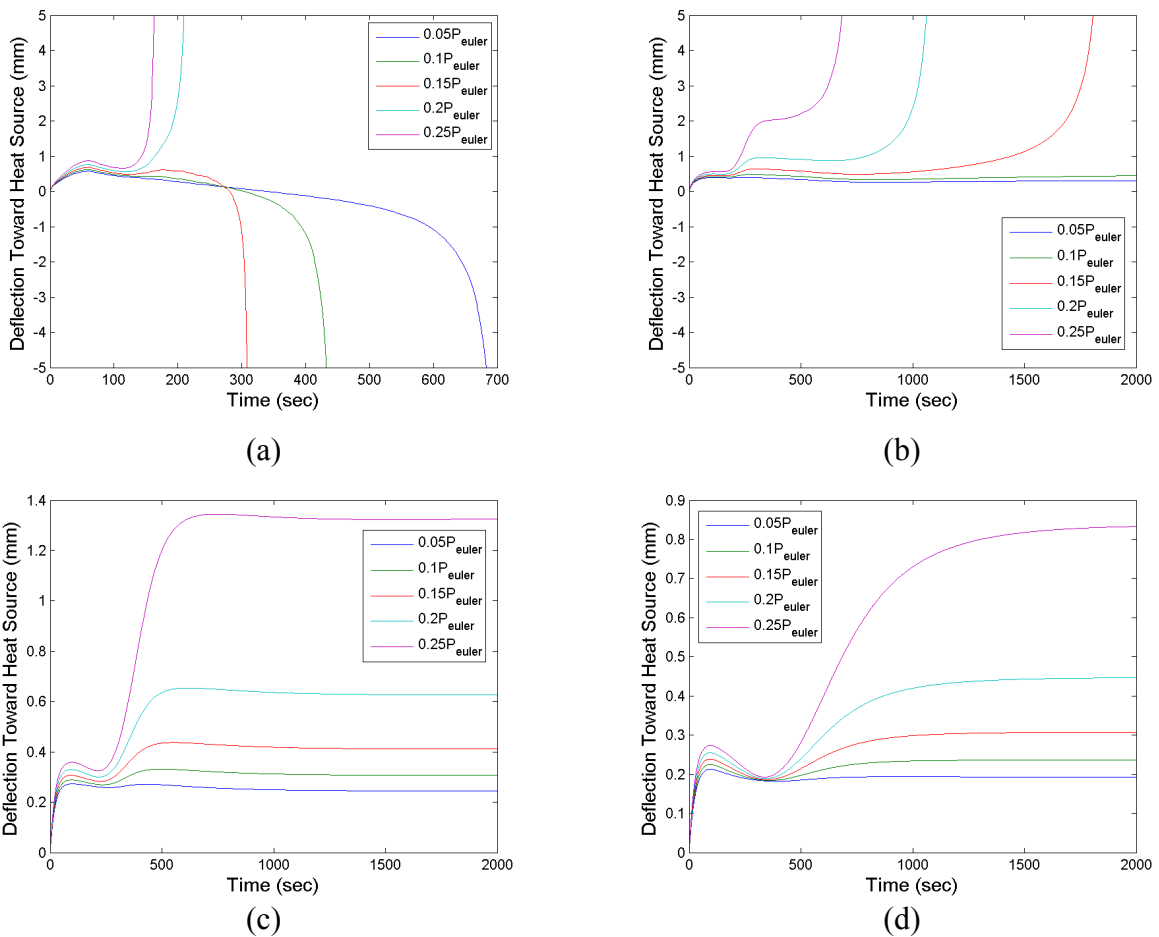 5
4
3
2
1
0
-1
-2
-3
-4
-5
0 100 200 300 400 500 600 700
Deflection Toward Heat Source (mm)
Time (sec)
0.05Peuler
0.1Peuler
0.15Peuler
0.2Peuler
0.25Peuler
(a)
5
4
3
2
1
0
-1
-2
-3
-4
-5
0 500 1000 1500 2000
Deflection Toward Heat Source (mm)
Time (sec)
0.05Peuler
0.1Peuler
0.15Peuler
0.2Peuler
0.25Peuler
(b)
1.4
1.2
1
0.8
0.6
0.4
0.2
0
0 500 1000 1500 2000
Deflection Toward Heat Source (mm)
Time (sec)
0.05Peuler
0.1Peuler
0.15Peuler
0.2Peuler
0.25Peuler
(c)
0.9
0.8
0.7
0.6
0.5
0.4
0.3
0.2
0.1
0
0 500 1000 1500 2000
Deflection Toward Heat Source (mm)
Time (sec)
0.05Peuler
0.1Peuler
0.15Peuler
0.2Peuler
0.25Peuler
(d)